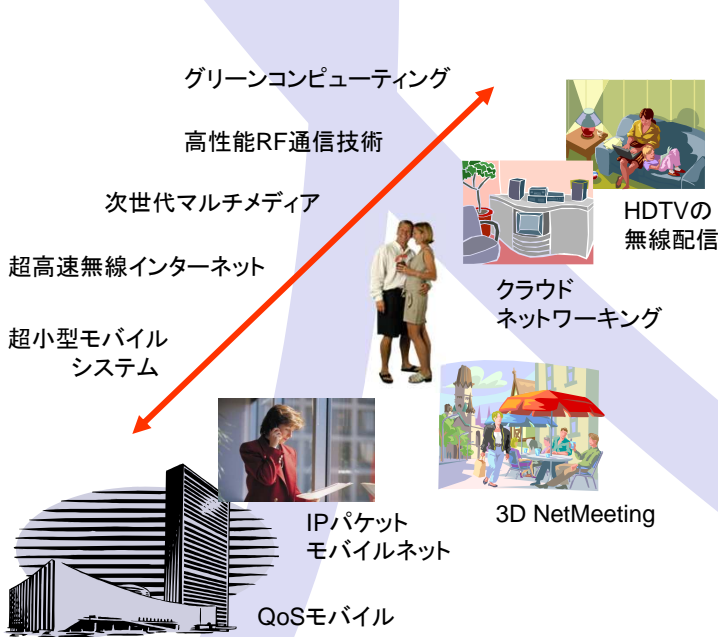 グリーンコンピューティング
高性能RF通信技術
次世代マルチメディア
超高速無線インターネット
超小型モバイル
システム
HDTVの
無線配信
クラウド
ネットワーキング
3D NetMeeting
IPパケット
モバイルネット
QoSモバイル